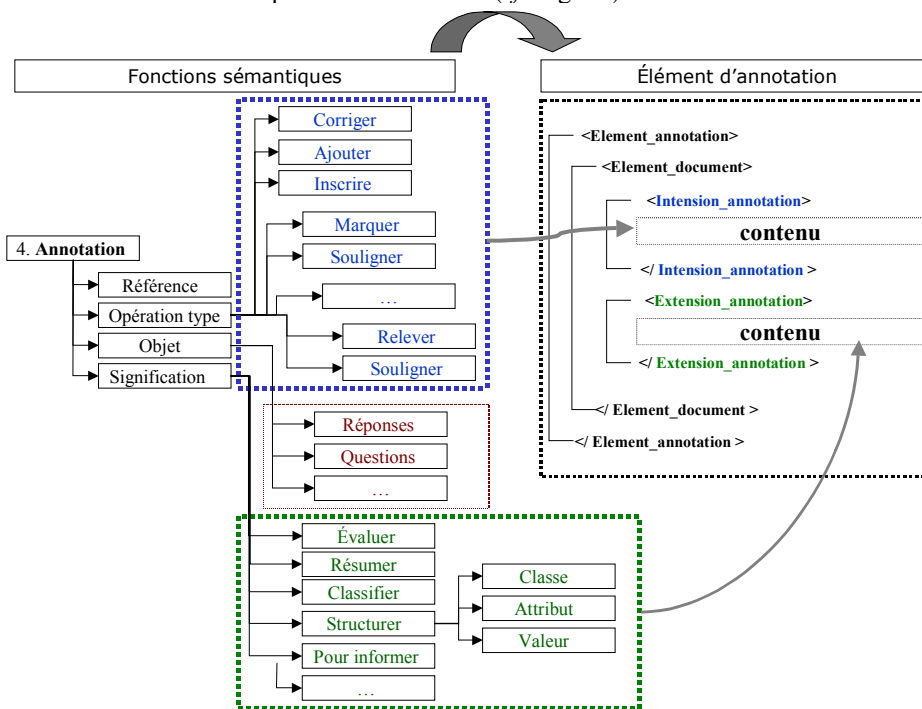 Fonctions sémantiques
Élément d'annotation
Corriger
Ajouter
Inscrire
Marquer
Souligner
…
Relever
Souligner
4. Annotation
Référence
Opération type
Objet
Signification
Réponses
Questions
…
Évaluer
Résumer
Classifier
Structurer
Pour informer
…
Classe
Attribut
Valeur
<Element_annotation>
<Element_document>
<Intension_annotation>
contenu
</ Intension_annotation >
<Extension_annotation>
contenu
</ Extension_annotation >
</ Element_document >
</ Element_annotation >